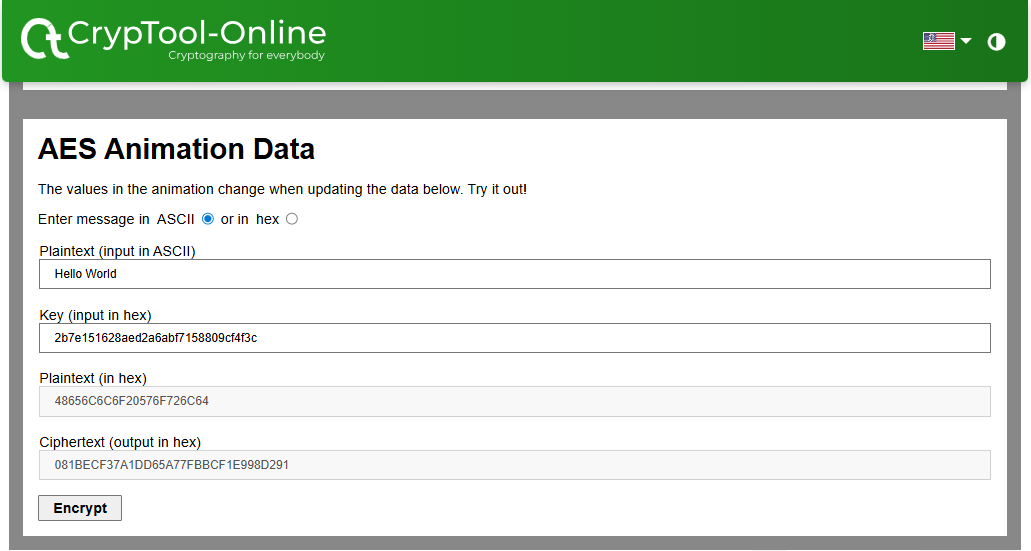 CrypTool-Online
Cryptography for everybody
AES Animation Data
The values in the animation change when updating the data below. Try it out!
Enter message in ASCII or in hex
Plaintext (input in ASCII)
Hello World
Key (input in hex)
2b7e151628aed2a6abf7158809cf4f3c
Plaintext (in hex)
48656C6C6F20576F726C64
Ciphertext (output in hex)
081BECF37A1DD65A77FBBCF1E998D291
Encrypt